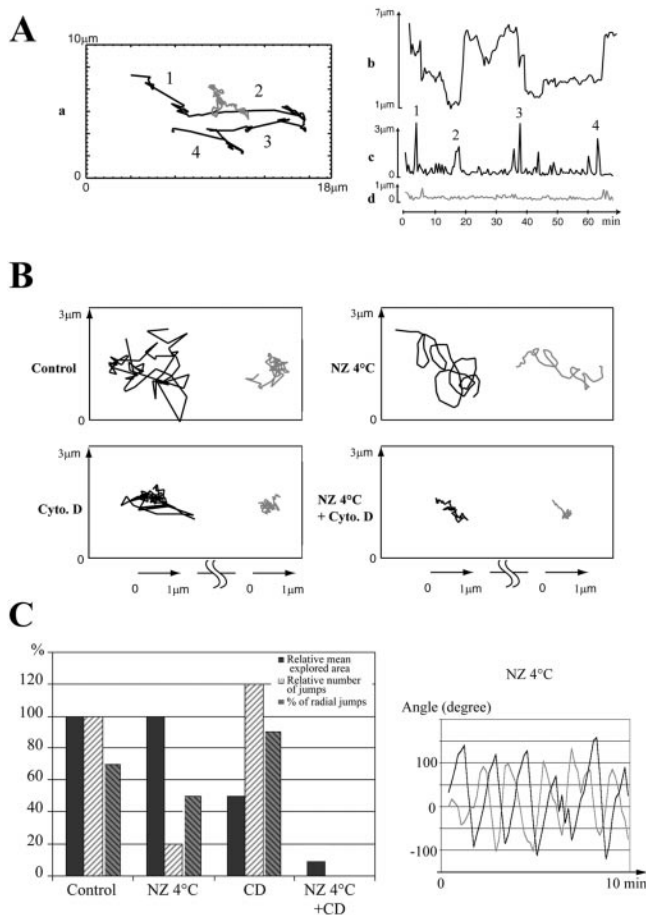 A
10μm
a
1
2
3
4
0
18μm
7μm
b
1μm
1
2
3
4
3μm
c
0
1μm
d
0
0 10 20 30 40 50 60 min
B
3μm
Control
0
3μm
NZ 4°C
0
3μm
Cyto. D
0
3μm
NZ 4°C
+ Cyto. D
0
0 1μm 0 1μm
0 1μm 0 1μm
C
%
120
100
80
60
40
20
0
Relative mean
explored area
Relative number
of jumps
% of radial jumps
Control NZ 4°C CD NZ 4°C
+CD
NZ 4°C
Angle (degree)
100
0
-100
0 10 min